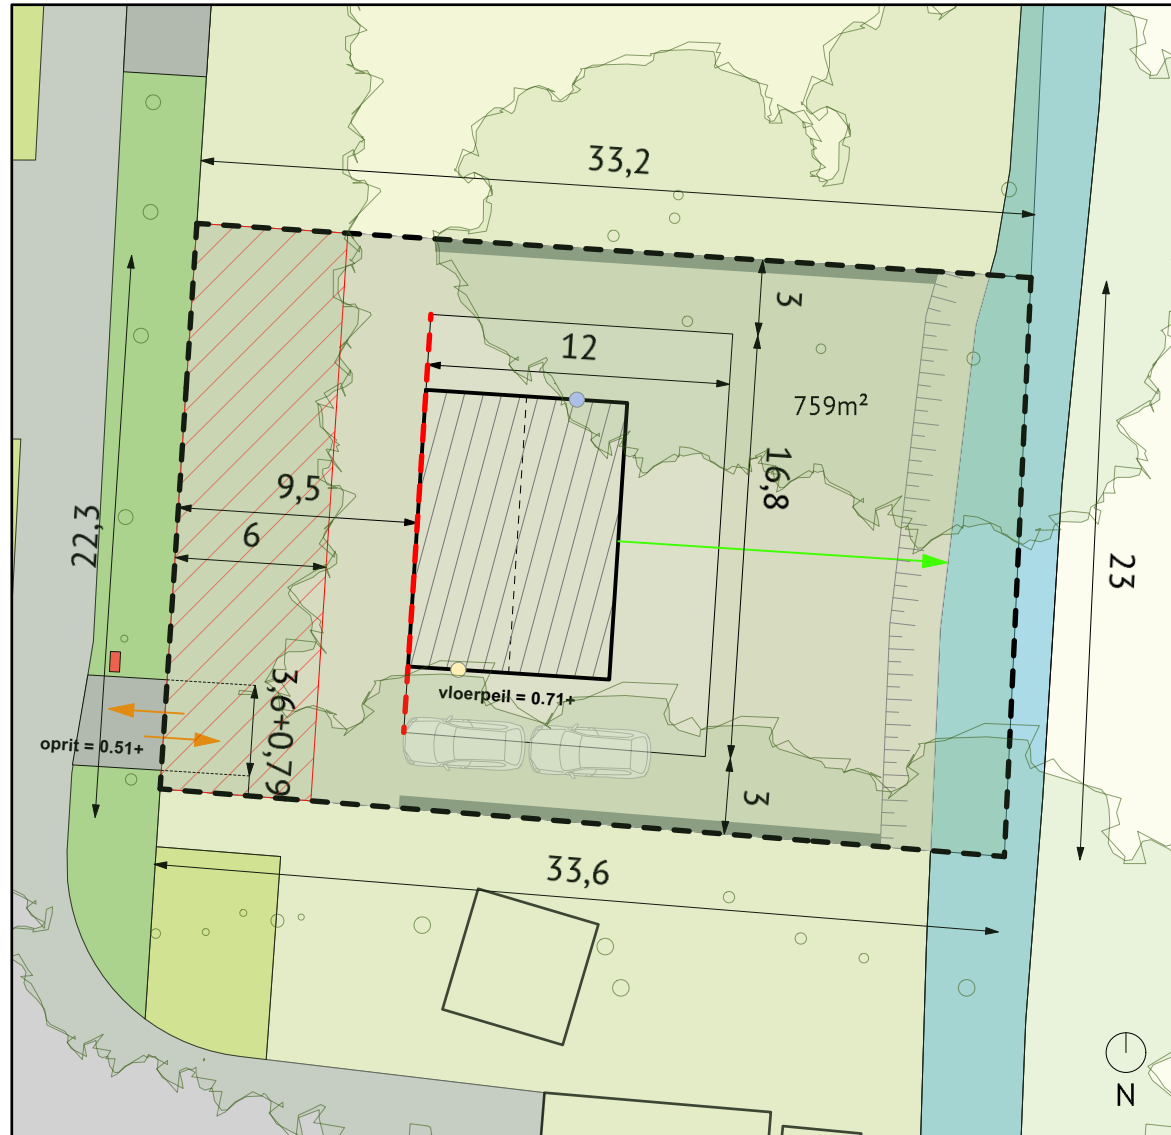 33,2
3
12
759m²
16,8
9,5
6
22,3
23
3,6+0,79
vloerpeil = 0.71+
oprit = 0.51+
3
33,6
N